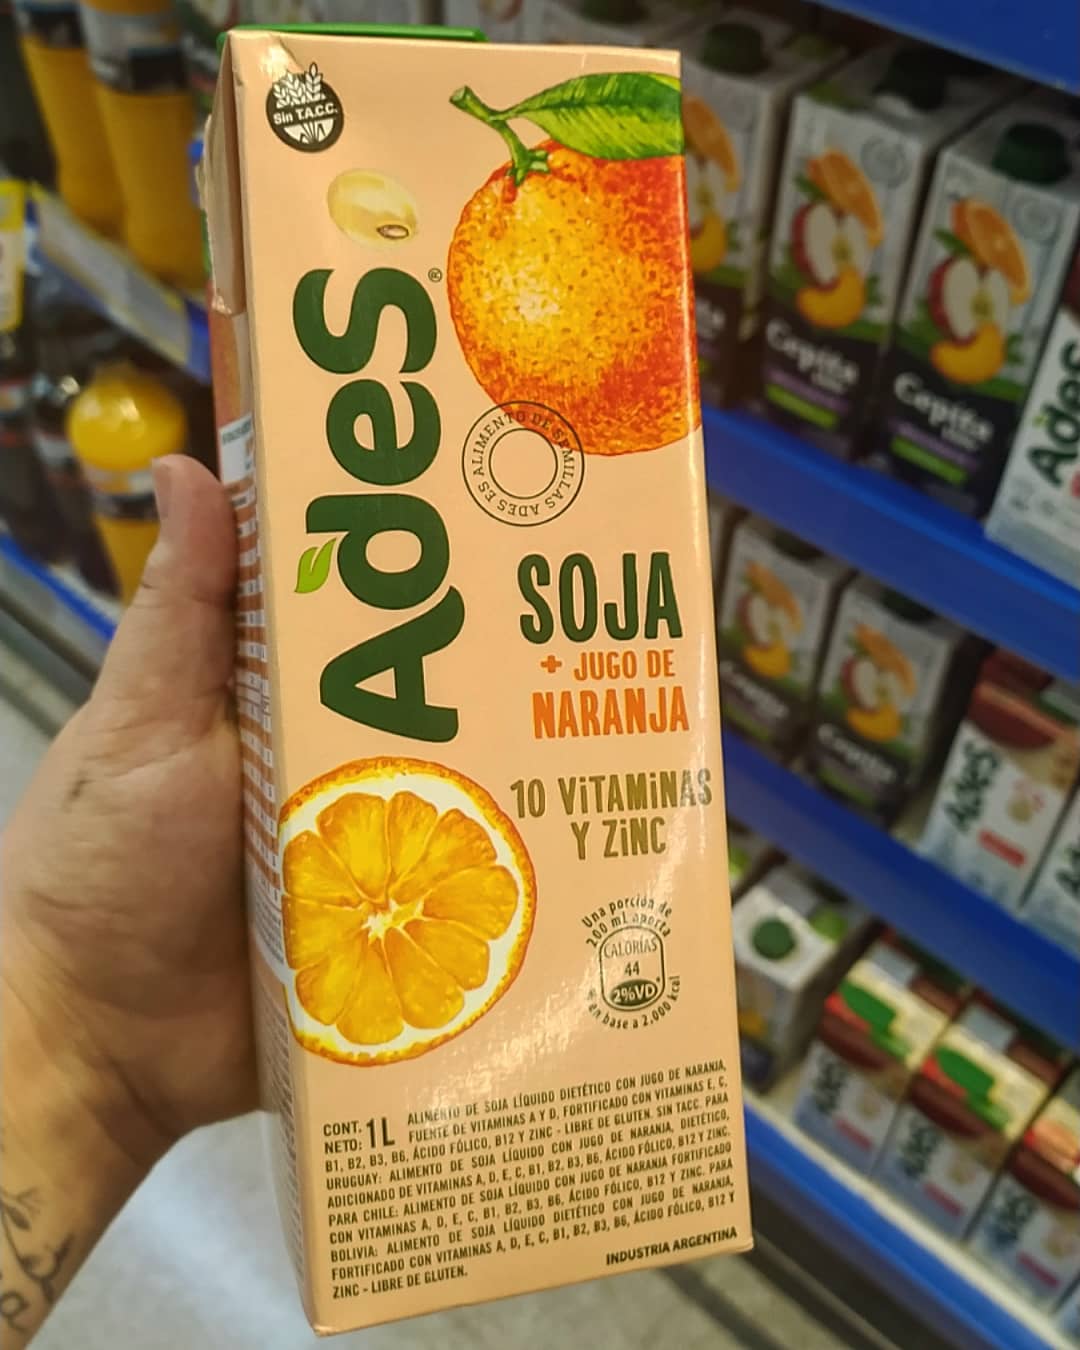 Sin T.A.C.C.
AdeS®
ALIMENTO DE SEMILLAS ADES ES
SOJA
+ JUGO DE
NARANJA
10 ViTAMiNAS
Y ZiNC
Una porción de
200 ml aporta
CALORÍAS
44
2%VD*
*en base a 2.000 kcal
CONT.
NETO: 1L
ALIMENTO DE SOJA LÍQUIDO DIETÉTICO CON JUGO DE NARANJA,
FUENTE DE VITAMINAS A Y D, FORTIFICADO CON VITAMINAS E, C,
B1, B2, B3, B6, ÁCIDO FÓLICO, B12 Y ZINC - LIBRE DE GLUTEN. SIN TACC. PARA
URUGUAY: ALIMENTO DE SOJA LÍQUIDO CON JUGO DE NARANJA, DIETÉTICO,
ADICIONADO DE VITAMINAS A, D, E, C, B1, B2, B3, B6, ÁCIDO FÓLICO, B12 Y ZINC.
PARA CHILE: ALIMENTO DE SOJA LÍQUIDO CON JUGO DE NARANJA FORTIFICADO
CON VITAMINAS A, D, E, C, B1, B2, B3, B6, ÁCIDO FÓLICO, B12 Y ZINC. PARA
BOLIVIA: ALIMENTO DE SOJA LÍQUIDO DIETÉTICO CON JUGO DE NARANJA,
FORTIFICADO CON VITAMINAS A, D, E, C, B1, B2, B3, B6, ÁCIDO FÓLICO, B12 Y
ZINC - LIBRE DE GLUTEN.
INDUSTRIA ARGENTINA
Cepita
Cepita
AdeS
Cepita
AdeS